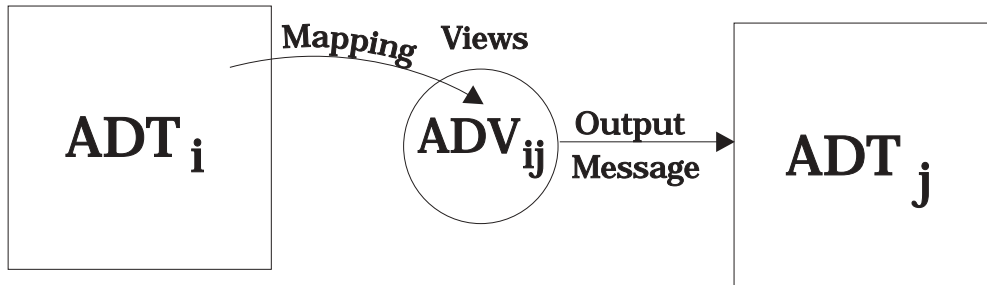 Mapping
Views
ADT i
ADV ij
Output
Message
ADT j